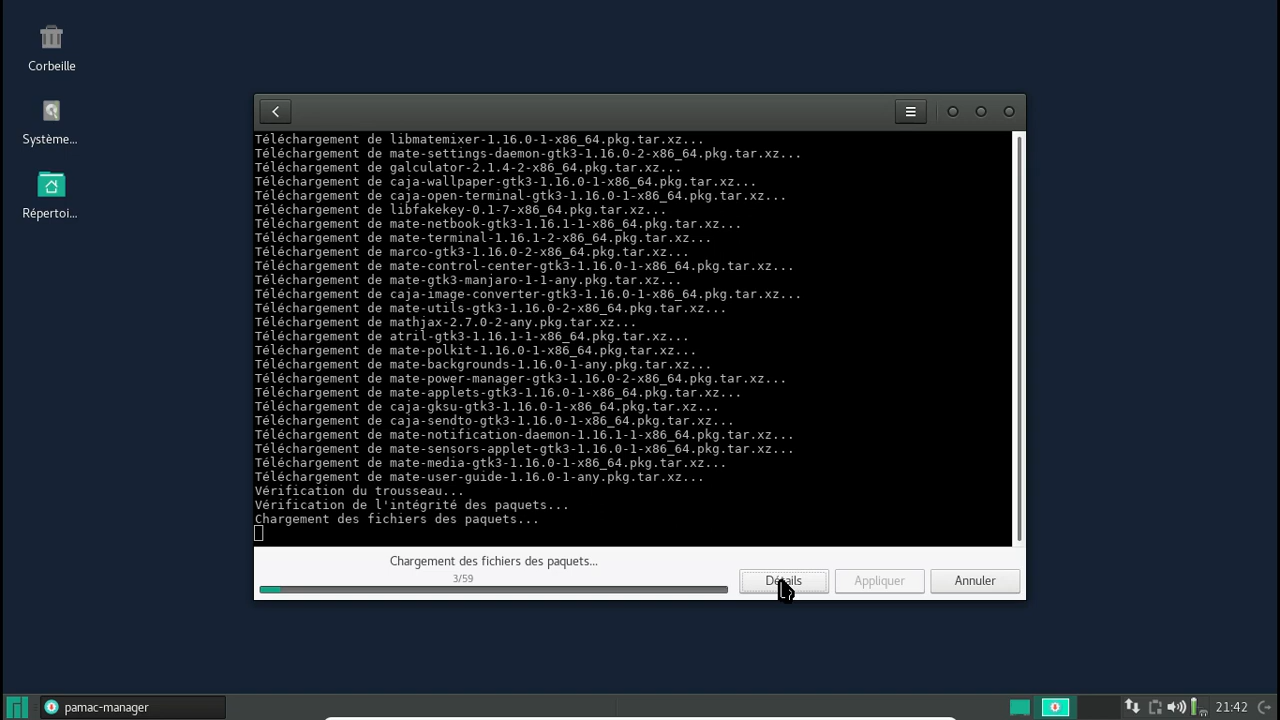 Corbeille
Système...
Répertoi...
Téléchargement de libmatemixer-1.16.0-1-x86_64.pkg.tar.xz...
Téléchargement de mate-settings-daemon-gtk3-1.16.0-2-x86_64.pkg.tar.xz...
Téléchargement de galculator-2.1.4-2-x86_64.pkg.tar.xz...
Téléchargement de caja-wallpaper-gtk3-1.16.0-1-x86_64.pkg.tar.xz...
Téléchargement de caja-open-terminal-gtk3-1.16.0-1-x86_64.pkg.tar.xz...
Téléchargement de libfakekey-0.1-7-x86_64.pkg.tar.xz...
Téléchargement de mate-netbook-gtk3-1.16.1-1-x86_64.pkg.tar.xz...
Téléchargement de mate-terminal-1.16.1-2-x86_64.pkg.tar.xz...
Téléchargement de marco-gtk3-1.16.0-2-x86_64.pkg.tar.xz...
Téléchargement de mate-control-center-gtk3-1.16.0-1-x86_64.pkg.tar.xz...
Téléchargement de mate-gtk3-manjaro-1-1-any.pkg.tar.xz...
Téléchargement de caja-image-converter-gtk3-1.16.0-1-x86_64.pkg.tar.xz...
Téléchargement de mate-utils-gtk3-1.16.0-2-x86_64.pkg.tar.xz...
Téléchargement de mathjax-2.7.0-2-any.pkg.tar.xz...
Téléchargement de atril-gtk3-1.16.1-1-x86_64.pkg.tar.xz...
Téléchargement de mate-polkit-1.16.0-1-x86_64.pkg.tar.xz...
Téléchargement de mate-backgrounds-1.16.0-1-any.pkg.tar.xz...
Téléchargement de mate-power-manager-gtk3-1.16.0-2-x86_64.pkg.tar.xz...
Téléchargement de mate-applets-gtk3-1.16.0-1-x86_64.pkg.tar.xz...
Téléchargement de caja-gksu-gtk3-1.16.0-1-x86_64.pkg.tar.xz...
Téléchargement de caja-sendto-gtk3-1.16.0-1-x86_64.pkg.tar.xz...
Téléchargement de mate-notification-daemon-1.16.1-1-x86_64.pkg.tar.xz...
Téléchargement de mate-sensors-applet-gtk3-1.16.0-1-x86_64.pkg.tar.xz...
Téléchargement de mate-media-gtk3-1.16.0-1-x86_64.pkg.tar.xz...
Téléchargement de mate-user-guide-1.16.0-1-any.pkg.tar.xz...
Vérification du trousseau...
Vérification de l'intégrité des paquets...
Chargement des fichiers des paquets...
Chargement des fichiers des paquets...
3/59
Détails
Appliquer
Annuler
pamac-manager
21:42